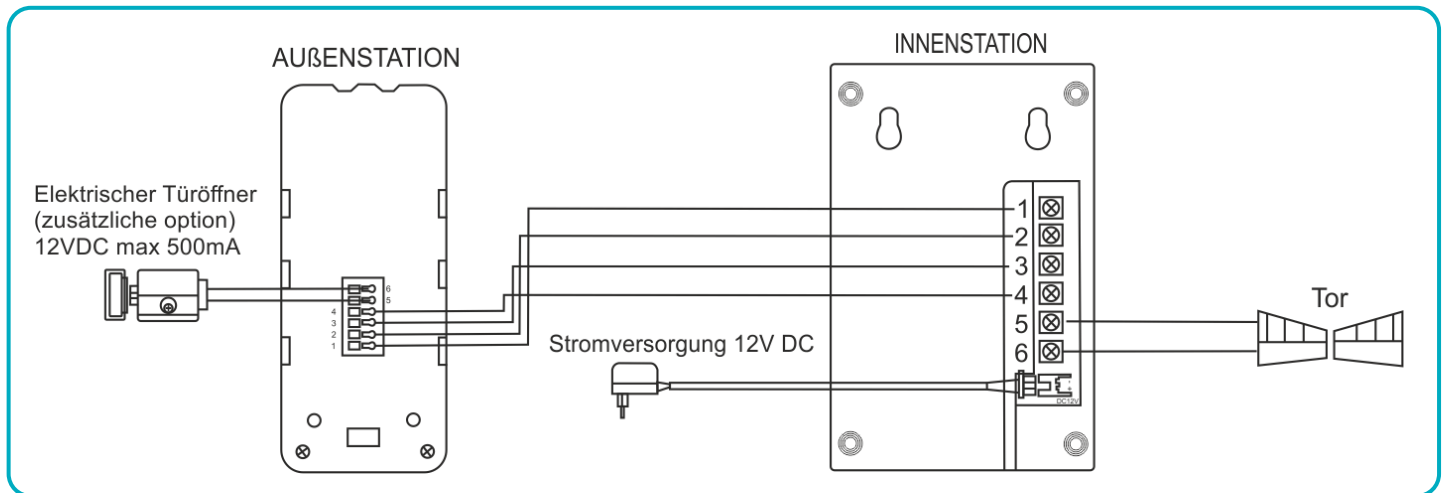 AUßENSTATION
INNENSTATION
Elektrischer Türöffner
(zusätzliche option)
12VDC max 500mA
6
5
4
3
2
1
1
2
3
4
5
6
Tor
Stromversorgung 12V DC
DC12V